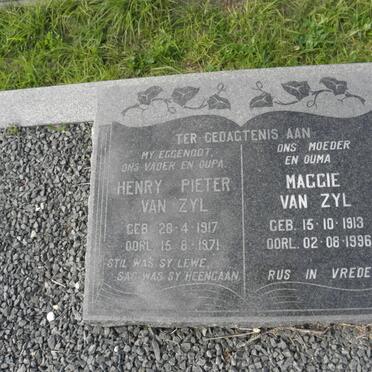 TER GEDAGTENIS AAN
MY EGGENOOT,
ONS VADER EN OUPA
HENRY PIETER
VAN ZYL
GEB. 28·4·1917
OORL. 15·8·1971
STIL WAS SY LEWE,
SAG WAS SY HEENGAAN.
ONS MOEDER
EN OUMA
MAGGIE
VAN ZYL
GEB. 15·10·1913
OORL. 02·08·1996
RUS IN VREDE